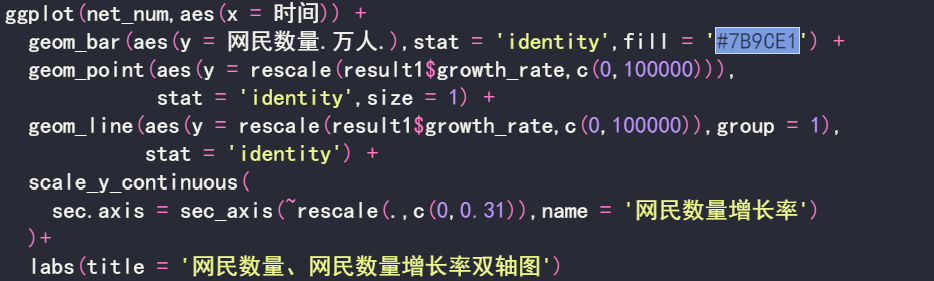 ggplot(net_num,aes(x = 时间)) +
geom_bar(aes(y = 网民数量.万人.),stat = 'identity',fill = '#7B9CE1') +
geom_point(aes(y = rescale(result1$growth_rate,c(0,100000))),
stat = 'identity',size = 1) +
geom_line(aes(y = rescale(result1$growth_rate,c(0,100000)),group = 1),
stat = 'identity') +
scale_y_continuous(
sec.axis = sec_axis(~rescale(.,c(0,0.31)),name = '网民数量增长率')
)+
labs(title = '网民数量、网民数量增长率双轴图')